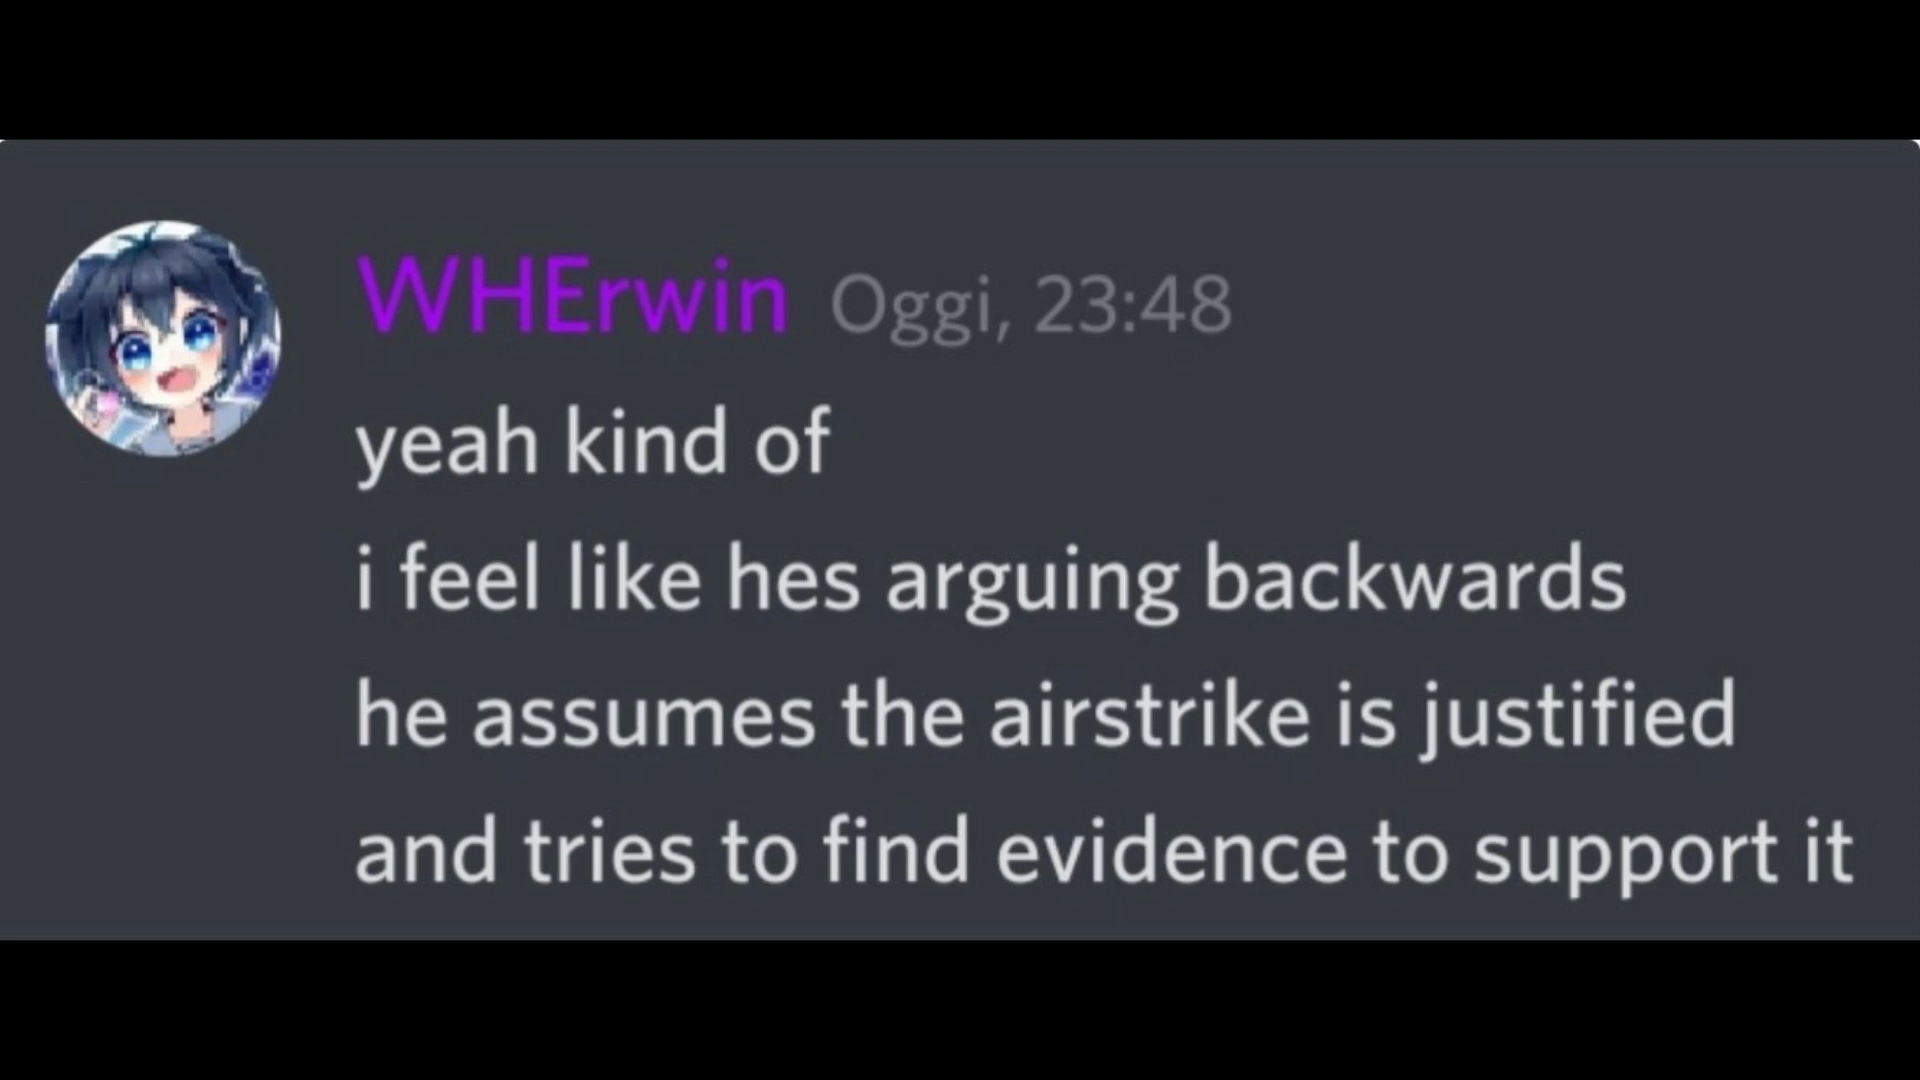 WHErwin Oggi, 23:48
yeah kind of
i feel like hes arguing backwards
he assumes the airstrike is justified
and tries to find evidence to support it